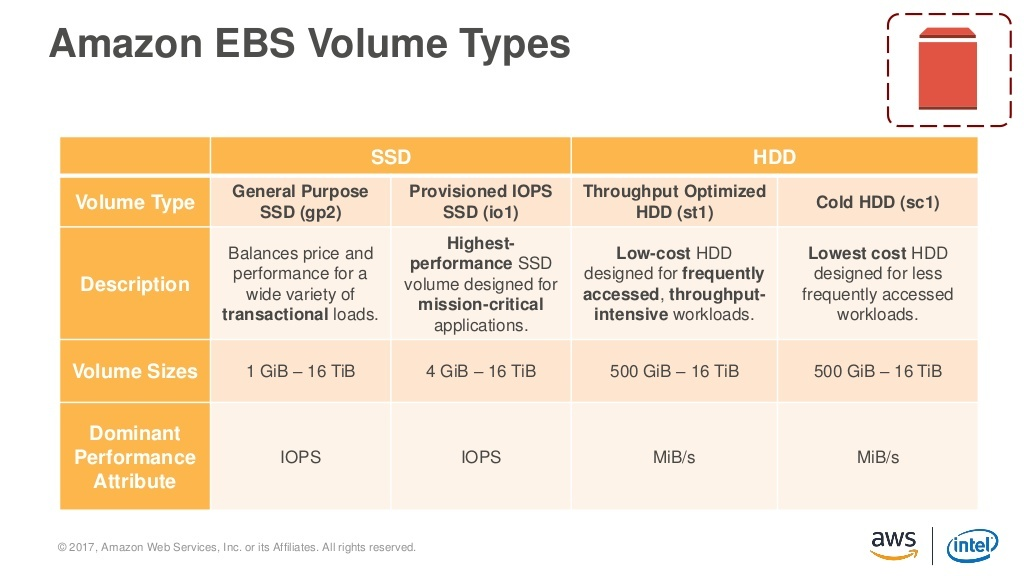 Amazon EBS Volume Types
SSD
HDD
Volume Type
General Purpose
SSD (gp2)
Provisioned IOPS
SSD (io1)
Throughput Optimized
HDD (st1)
Cold HDD (sc1)
Description
Balances price and
performance for a
wide variety of
transactional loads.
Highest-
performance SSD
volume designed for
mission-critical
applications.
Low-cost HDD
designed for frequently
accessed, throughput-
intensive workloads.
Lowest cost HDD
designed for less
frequently accessed
workloads.
Volume Sizes
1 GiB – 16 TiB
4 GiB – 16 TiB
500 GiB – 16 TiB
500 GiB – 16 TiB
Dominant
Performance
Attribute
IOPS
IOPS
MiB/s
MiB/s
© 2017, Amazon Web Services, Inc. or its Affiliates. All rights reserved.
aws
intel